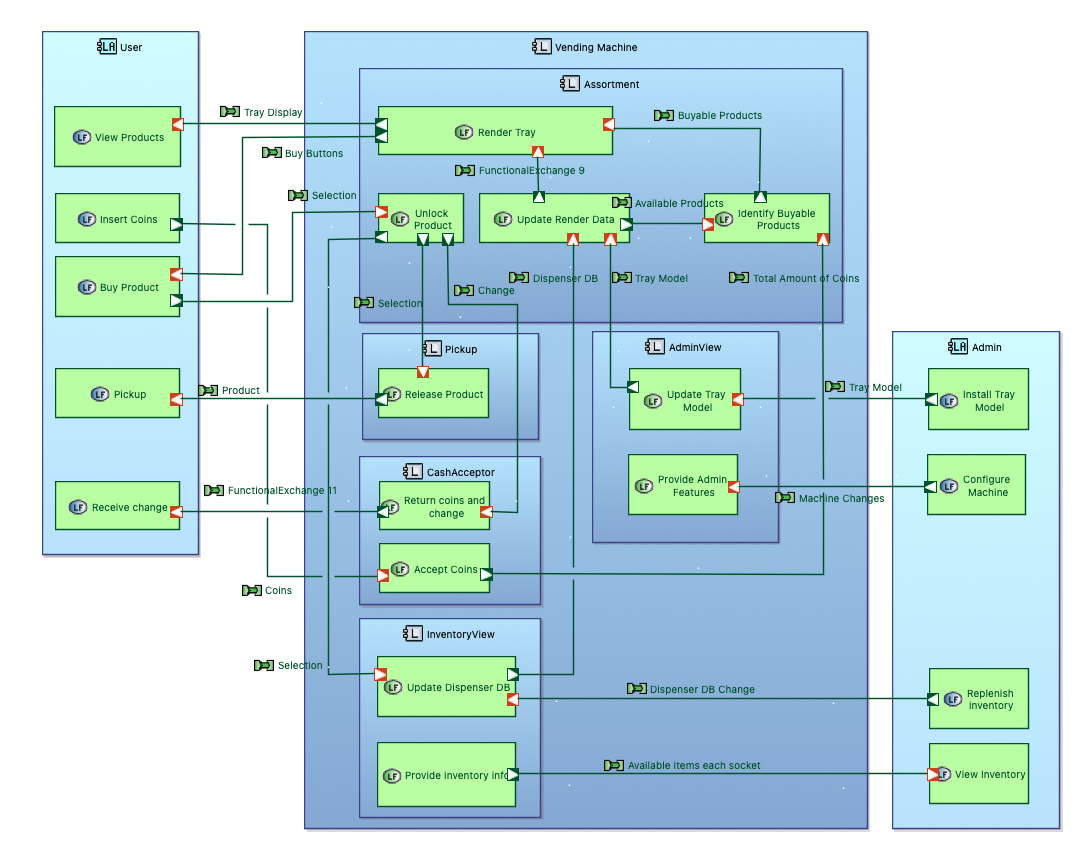 LA User
L Vending Machine
L Assortment
Tray Display
Buyable Products
LF View Products
LF Render Tray
Buy Buttons
FunctionalExchange 9
Selection
Available Products
LF Insert Coins
LF Unlock
Product
LF Update Render Data
LF Identify Buyable
Products
LF Buy Product
Dispenser DB
Tray Model
Total Amount of Coins
Change
Selection
L Pickup
L AdminView
LA Admin
LF Pickup
Product
LF Release Product
LF Update Tray
Model
Tray Model
LF Install Tray
Model
L CashAcceptor
FunctionalExchange 11
LF Receive change
LF Return coins and
change
LF Provide Admin
Features
Machine Changes
LF Configure
Machine
LF Accept Coins
Coins
L InventoryView
Selection
LF Update Dispenser DB
Dispenser DB Change
LF Replenish
inventory
LF Provide inventory info
Available items each socket
LF View Inventory